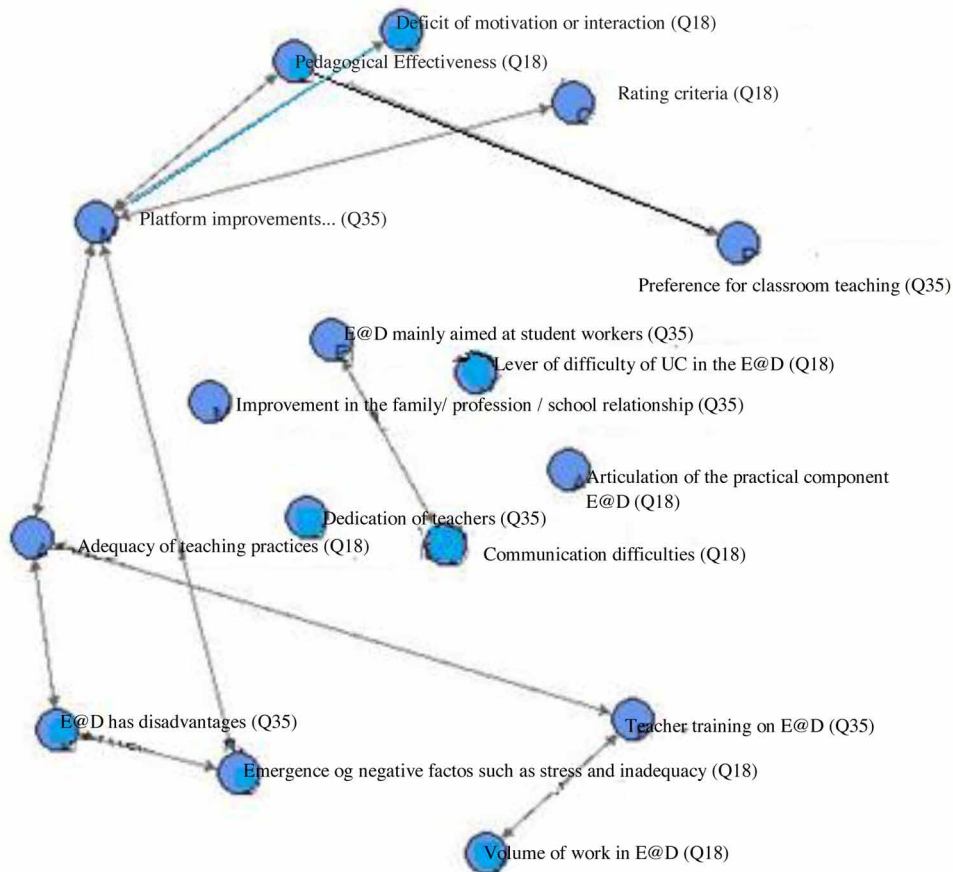 Deficit of motivation or interaction (Q18)
Pedagogical Effectiveness (Q18)
Rating criteria (Q18)
Platform improvements... (Q35)
Preference for classroom teaching (Q35)
E@D mainly aimed at student workers (Q35)
Lever of difficulty of UC in the E@D (Q18)
Improvement in the family/ profession / school relationship (Q35)
Articulation of the practical component
E@D (Q18)
Dedication of teachers (Q35)
Adequacy of teaching practices (Q18)
Communication difficulties (Q18)
E@D has disadvantages (Q35)
Teacher training on E@D (Q35)
Emergence og negative factos such as stress and inadequacy (Q18)
Volume of work in E@D (Q18)